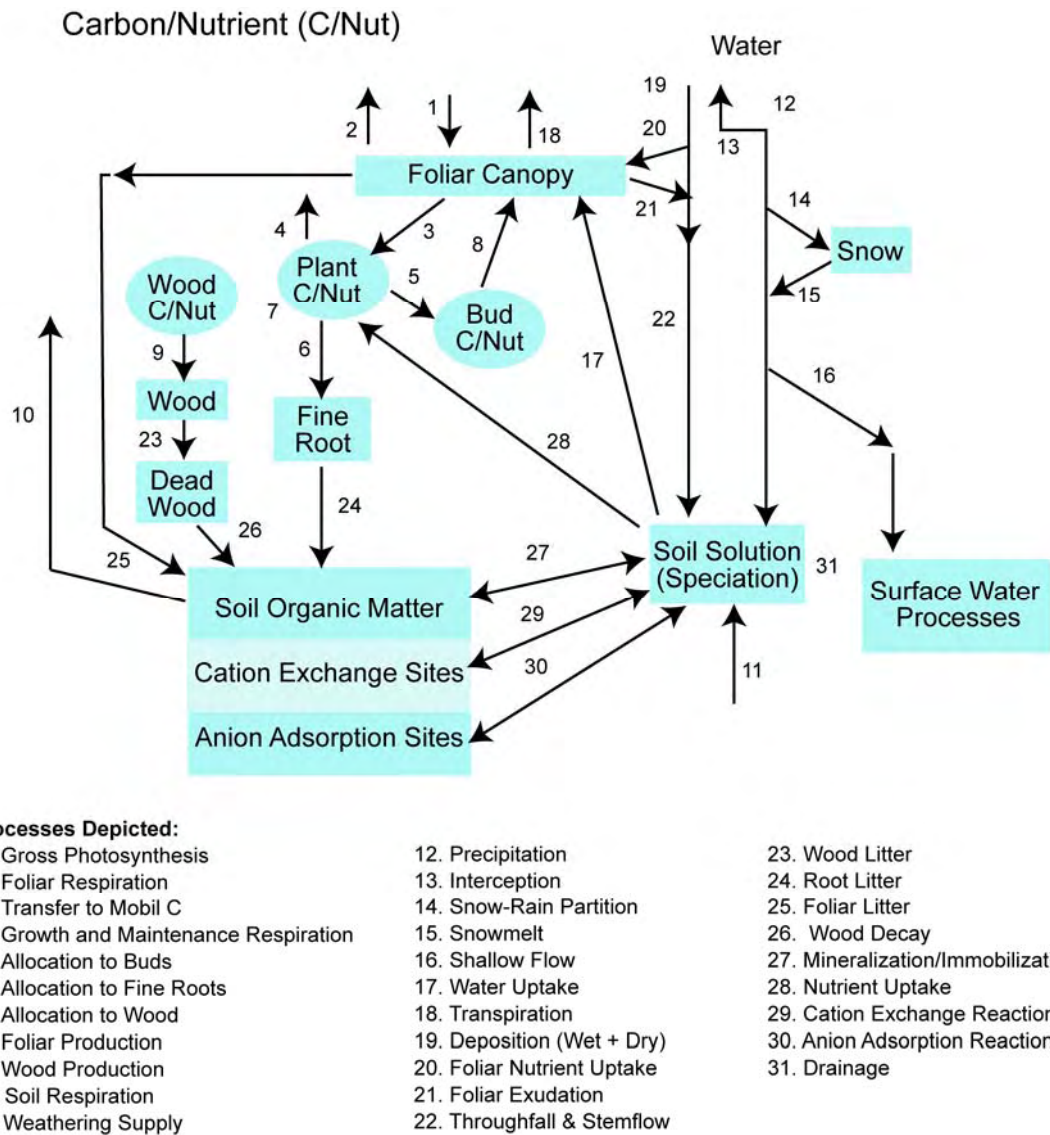 Carbon/Nutrient (C/Nut)
Water
19
12
1
2
18
20
13
Foliar Canopy
21
14
4
3
8
Snow
Plant
C/Nut
5
15
Wood
C/Nut
7
Bud
C/Nut
22
9
6
17
16
10
Wood
Fine
Root
23
28
Dead
Wood
24
26
25
27
Soil Solution
(Speciation)
31
Soil Organic Matter
29
Surface Water
Processes
Cation Exchange Sites
30
11
Anion Adsorption Sites
ocesses Depicted:
Gross Photosynthesis
Foliar Respiration
Transfer to Mobil C
Growth and Maintenance Respiration
Allocation to Buds
Allocation to Fine Roots
Allocation to Wood
Foliar Production
Wood Production
Soil Respiration
Weathering Supply
12. Precipitation
13. Interception
14. Snow-Rain Partition
15. Snowmelt
16. Shallow Flow
17. Water Uptake
18. Transpiration
19. Deposition (Wet + Dry)
20. Foliar Nutrient Uptake
21. Foliar Exudation
22. Throughfall & Stemflow
23. Wood Litter
24. Root Litter
25. Foliar Litter
26. Wood Decay
27. Mineralization/Immobilizat
28. Nutrient Uptake
29. Cation Exchange Reaction
30. Anion Adsorption Reaction
31. Drainage